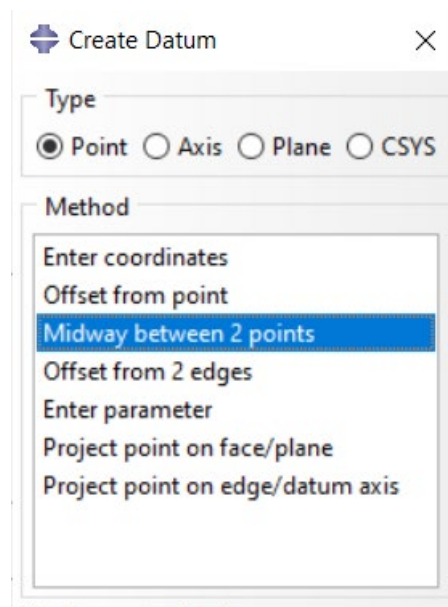 Create Datum
Type
Point Axis Plane CSYS
Method
Enter coordinates
Offset from point
Midway between 2 points
Offset from 2 edges
Enter parameter
Project point on face/plane
Project point on edge/datum axis